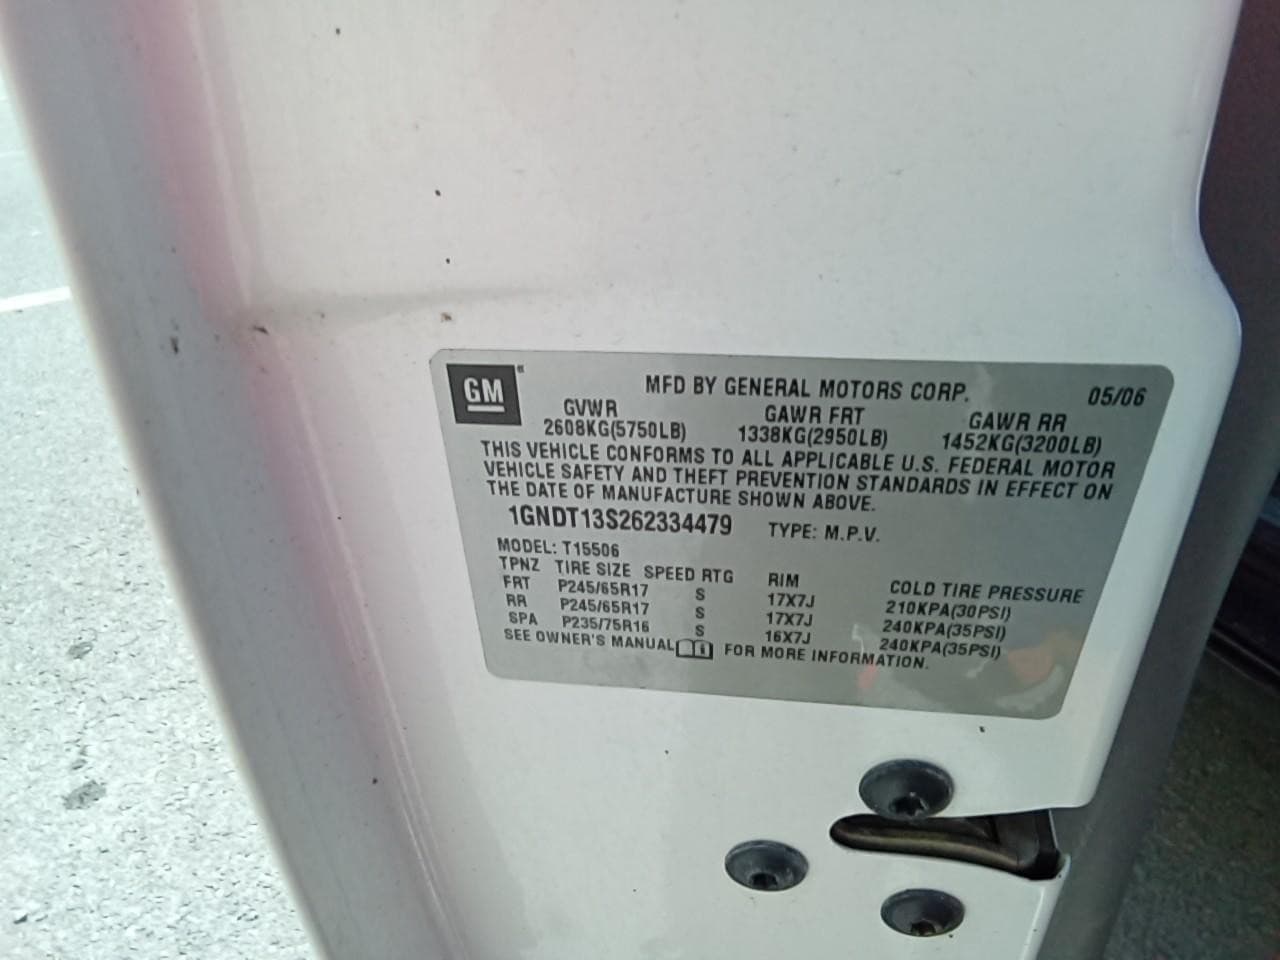 GM® MFD BY GENERAL MOTORS CORP. 05/06
GVWR GAWR FRT GAWR RR
2608KG(5750LB) 1338KG(2950LB) 1452KG(3200LB)
THIS VEHICLE CONFORMS TO ALL APPLICABLE U.S. FEDERAL MOTOR
VEHICLE SAFETY AND THEFT PREVENTION STANDARDS IN EFFECT ON
THE DATE OF MANUFACTURE SHOWN ABOVE.
1GNDT13S262334479 TYPE: M.P.V.
MODEL: T15506
TPNZ TIRE SIZE SPEED RTG RIM COLD TIRE PRESSURE
FRT P245/65R17 S 17X7J 210KPA(30PSI)
RR P245/65R17 S 17X7J 240KPA(35PSI)
SPA P235/75R16 S 16X7J 240KPA(35PSI)
SEE OWNER'S MANUAL FOR MORE INFORMATION.